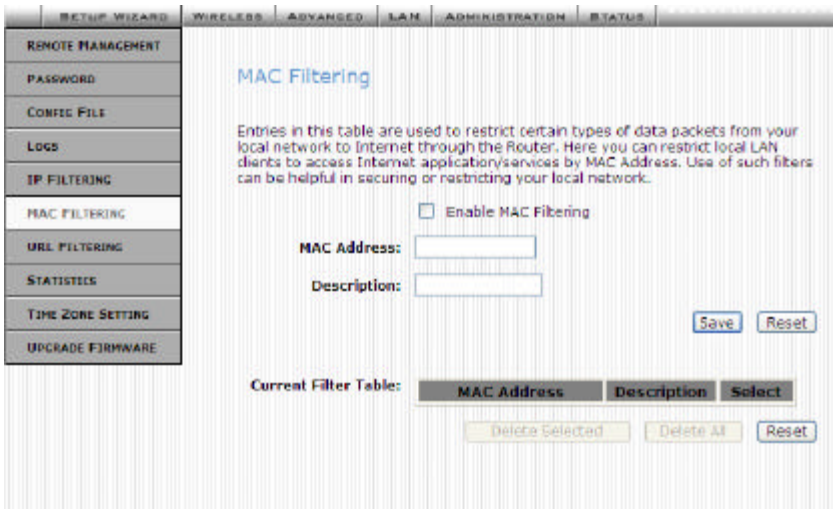 SETUP WIZARD WIRELESS ADVANCED LAN ADMINISTRATION STATUS
REMOTE MANAGEMENT
PASSWORD
CONFIG FILE
LOGS
IP FILTERING
MAC FILTERING
URL FILTERING
STATISTICS
TIME ZONE SETTING
UPGRADE FIRMWARE
MAC Filtering
Entries in this table are used to restrict certain types of data packets from your
local network to Internet through the Router. Here you can restrict local LAN
clients to access Internet application/services by MAC Address. Use of such filters
can be helpful in securing or restricting your local network.
Enable MAC Filtering
MAC Address:
Description:
Save Reset
Current Filter Table: MAC Address Description Select
Delete Selected Delete All Reset